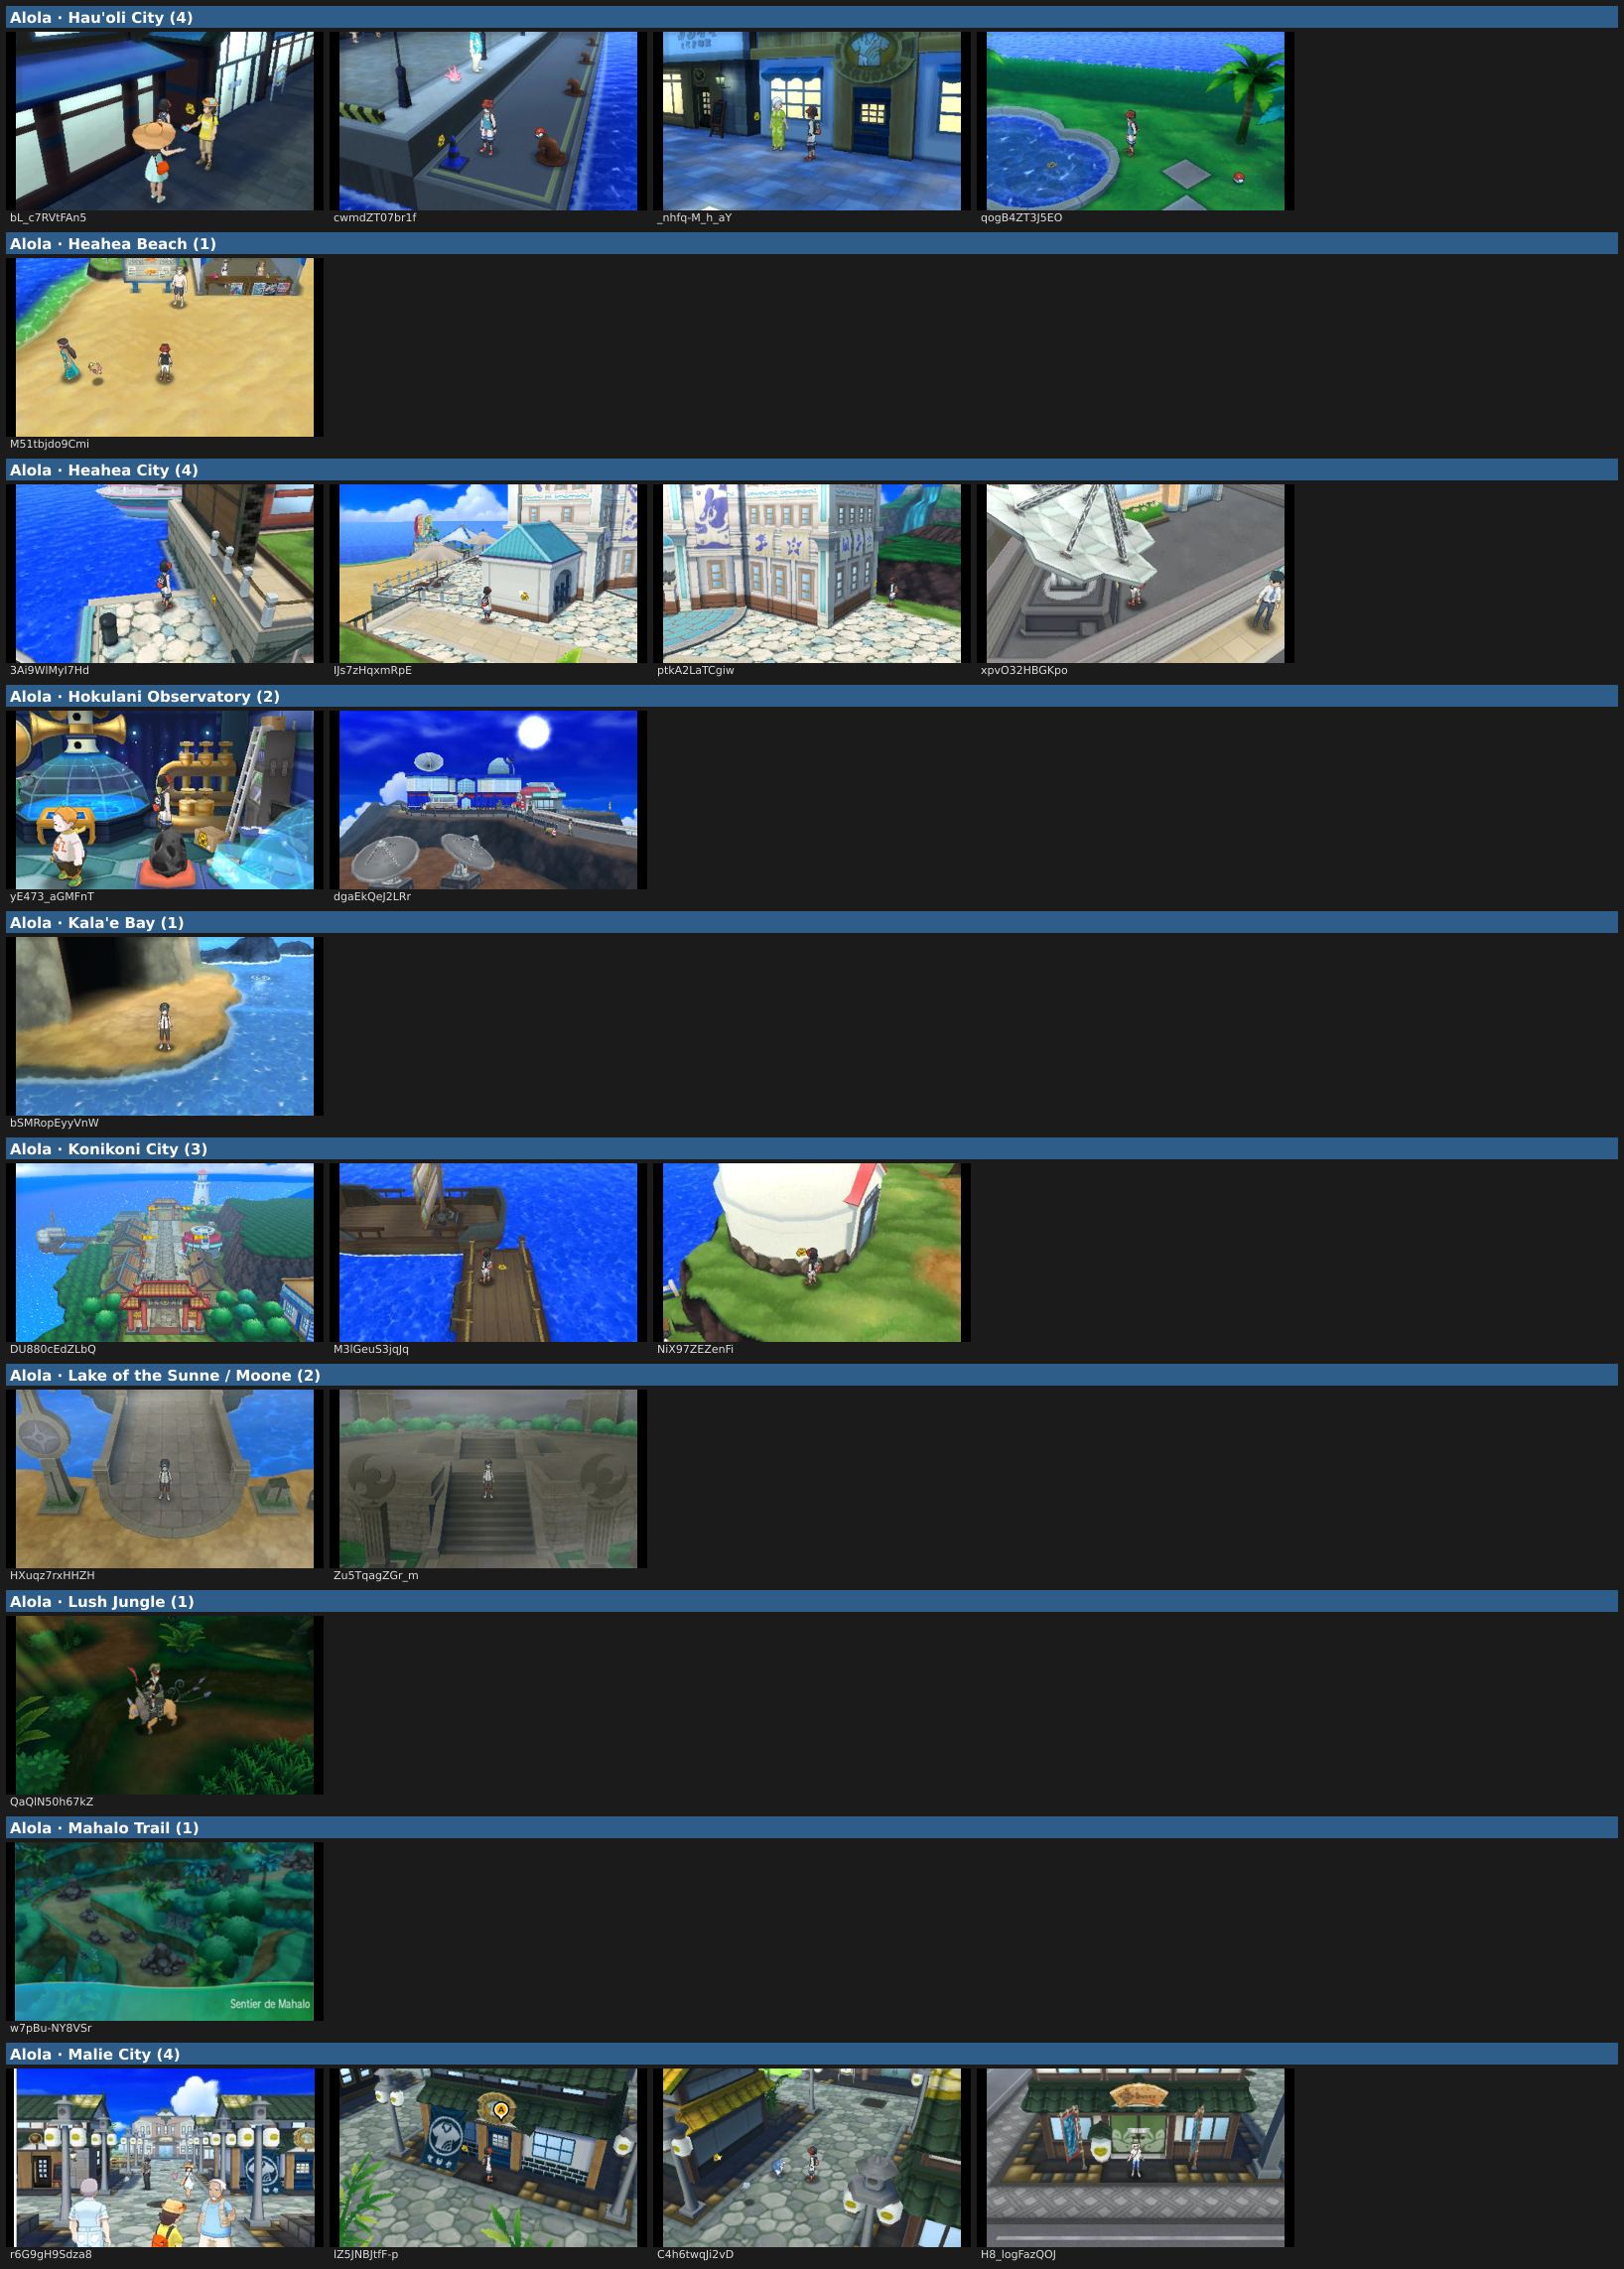 Alola · Hau'oli City (4)
bL_c7RVtFAn5
cwmdZT07br1f
_nhfq-M_h_aY
qogB4ZT3J5EO
Alola · Heahea Beach (1)
M51tbjdo9Cmi
Alola · Heahea City (4)
3Ai9WlMyI7Hd
IJs7zHqxmRpE
ptkA2LaTCgiw
xpvO32HBGKpo
Alola · Hokulani Observatory (2)
yE473_aGMFnT
dgaEkQeJ2LRr
Alola · Kala'e Bay (1)
bSMRopEyyVnW
Alola · Konikoni City (3)
DU880cEdZLbQ
M3lGeuS3jqJq
NiX97ZEZenFi
Alola · Lake of the Sunne / Moone (2)
HXuqz7rxHHZH
Zu5TqagZGr_m
Alola · Lush Jungle (1)
QaQlN50h67kZ
Alola · Mahalo Trail (1)
Sentier de Mahalo
w7pBu-NY8VSr
Alola · Malie City (4)
A
r6G9gH9Sdza8
lZ5JNBJtfF-p
C4h6twqJi2vD
H8_logFazQOJ